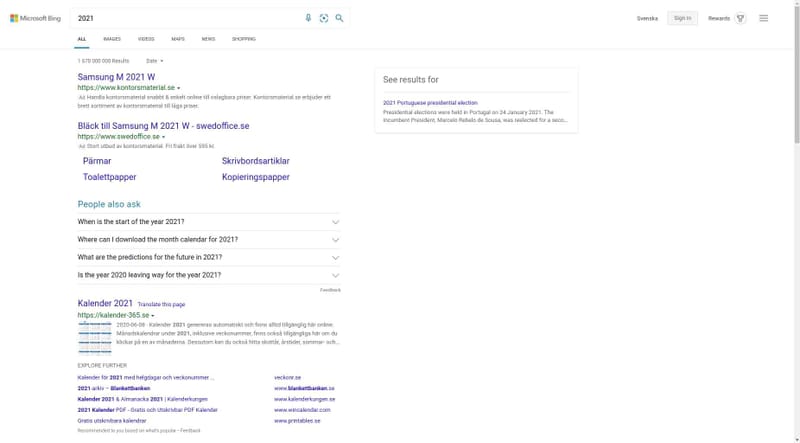 Microsoft Bing
2021
Svenska
Sign in
Rewards
ALL IMAGES VIDEOS MAPS NEWS SHOPPING
1 570 000 000 Results Date
Samsung M 2021 W
https://www.kontorsmaterial.se
Ad Handla kontorsmaterial snabbt & enkelt online till oslagbara priser. Kontorsmaterial.se erbjuder ett
brett sortiment av kontorsmaterial till låga priser.
Bläck till Samsung M 2021 W - swedoffice.se
https://www.swedoffice.se
Ad Stort utbud av kontorsmaterial. Fri frakt över 595 kr.
Pärmar Skrivbordsartiklar
Toalettpapper Kopieringspapper
People also ask
When is the start of the year 2021?
Where can I download the month calendar for 2021?
What are the predictions for the future in 2021?
Is the year 2020 leaving way for the year 2021?
Feedback
Kalender 2021 Translate this page
https://kalender-365.se
2020-06-08 · Kalender 2021 genereras automatiskt och finns alltid tillgänglig här online.
Månadskalendrar under 2021, inklusive veckonummer, finns också tillgängliga här om du
klickar på en av månaderna. Dessutom kan du också hitta skottår, årstider, sommar- och...
EXPLORE FURTHER
Kalender för 2021 med helgdagar och veckonummer ... veckonr.se
2021-arkiv – Blankettbanken www.blankettbanken.se
Kalender 2021 & Almanacka 2021 | Kalenderkungen www.kalenderkungen.se
2021 Kalender PDF - Gratis och Utskrivbar PDF Kalender www.wincalendar.com
Gratis utskrivbara kalendrar www.printables.se
Recommended to you based on what's popular • Feedback
See results for
2021 Portuguese presidential election
Presidential elections were held in Portugal on 24 January 2021. The
incumbent President, Marcelo Rebelo de Sousa, was reelected for a seco...